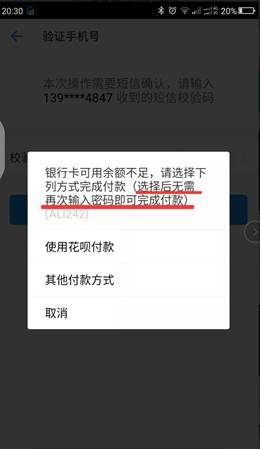 20:30
20%
验证手机号
本次操作需要短信确认，请输入
139****4847 收到的短信校验码
校验
银行卡可用余额不足，请选择下
列方式完成付款（选择后无需
再次输入密码即可完成付款）
(ALI242)
使用花呗付款
其他付款方式
取消